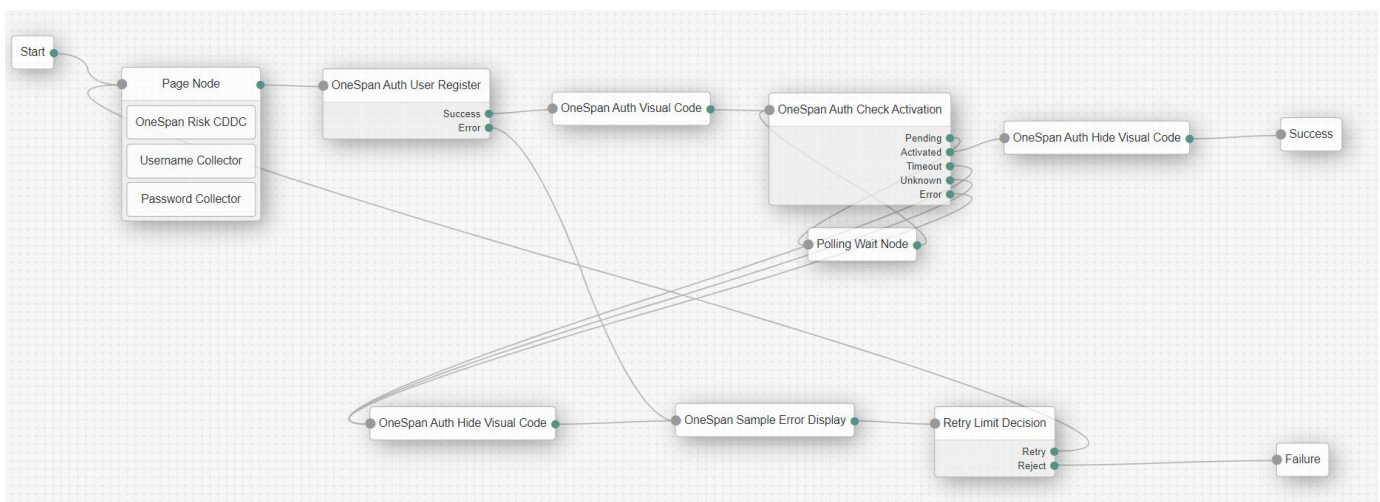 Start
Page Node
OneSpan Risk CDDC
Username Collector
Password Collector
OneSpan Auth User Register
Success
Error
OneSpan Auth Visual Code
OneSpan Auth Check Activation
Pending
Activated
Timeout
Unknown
Error
OneSpan Auth Hide Visual Code
Success
Polling Wait Node
OneSpan Auth Hide Visual Code
OneSpan Sample Error Display
Retry Limit Decision
Retry
Reject
Failure